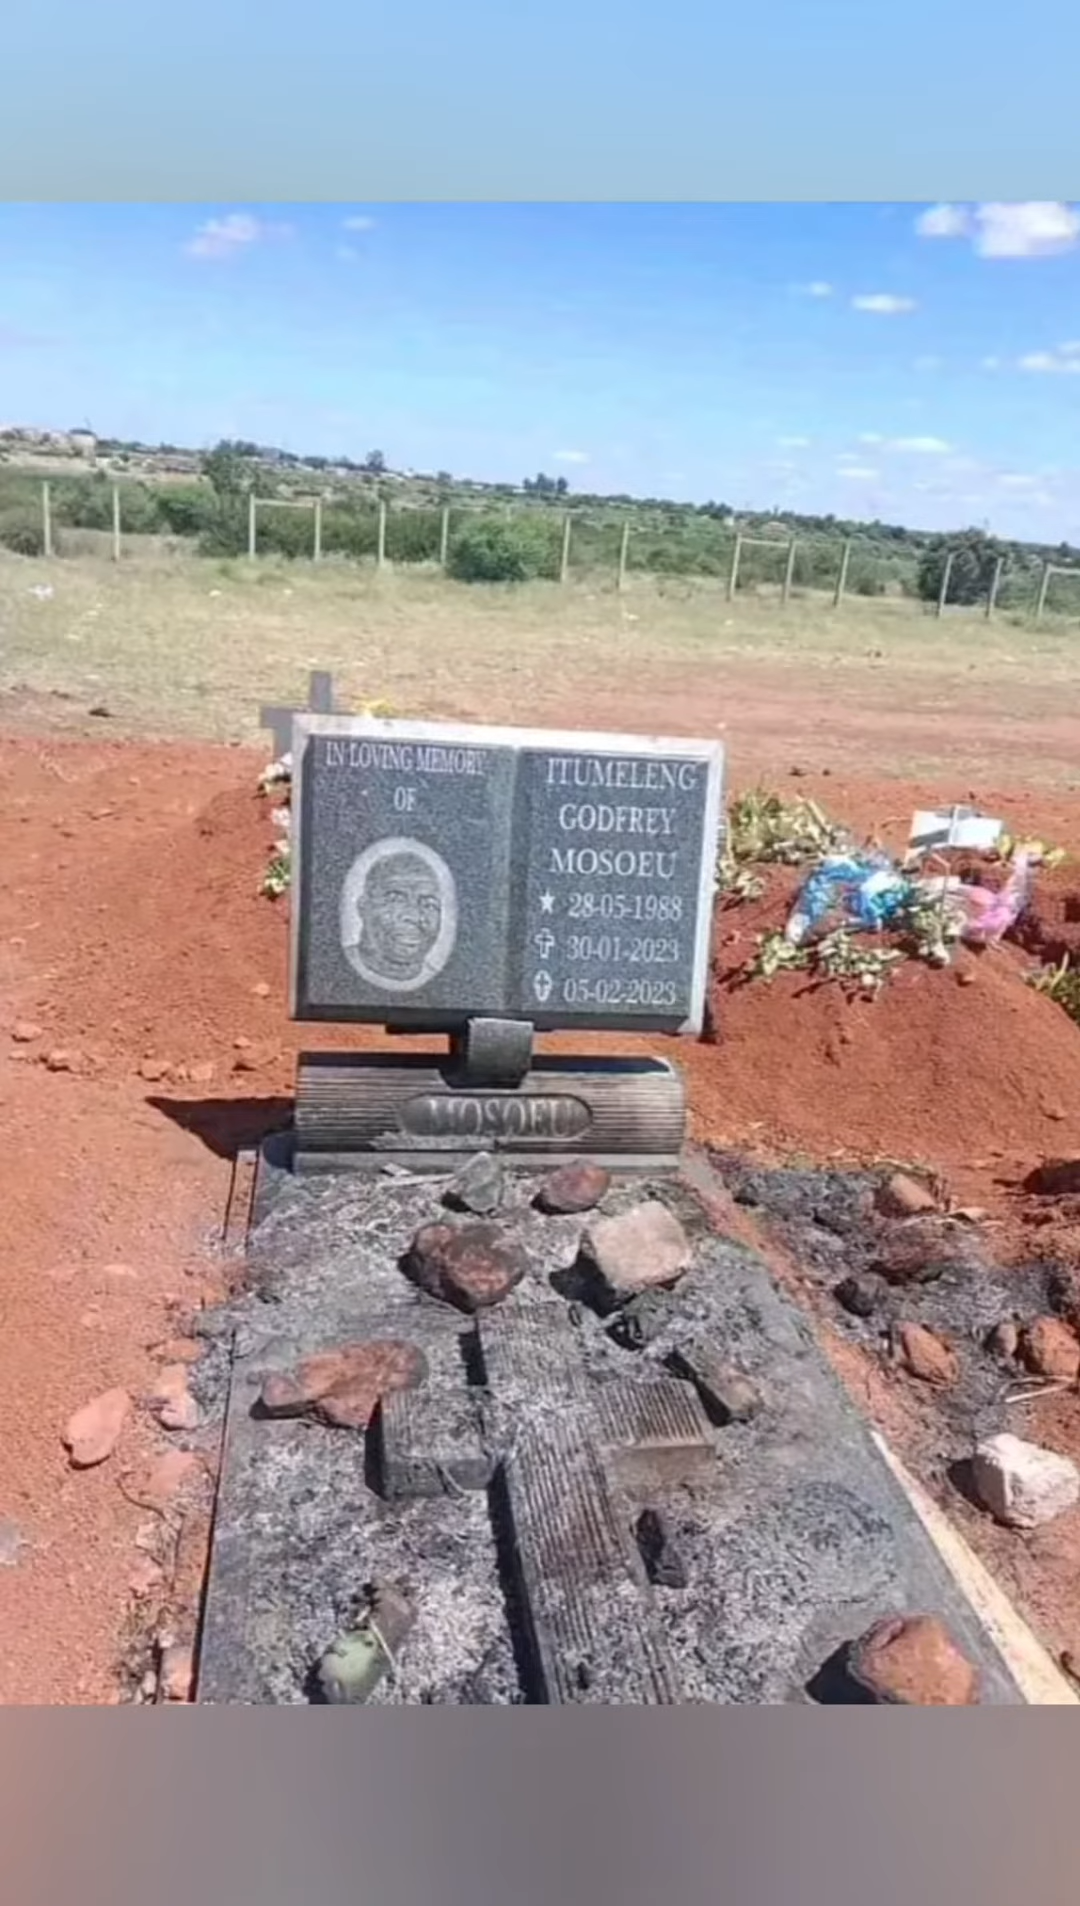 IN LOVING MEMORY
OF
ITUMELENG
GODFREY
MOSOEU
28-05-1988
30-01-2023
05-02-2023
MOSOEU